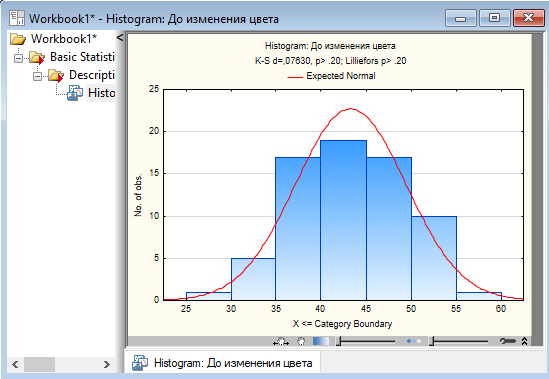 Workbook1* - Histogram: До изменения цвета
Workbook1*
Basic Statisti
Descripti
Histo
Histogram: До изменения цвета
K-S d=,07630, p> .20; Lilliefors p> .20
Expected Normal
No. of obs.
25
20
15
10
5
0
25 30 35 40 45 50 55 60
X <= Category Boundary
Histogram: До изменения цвета